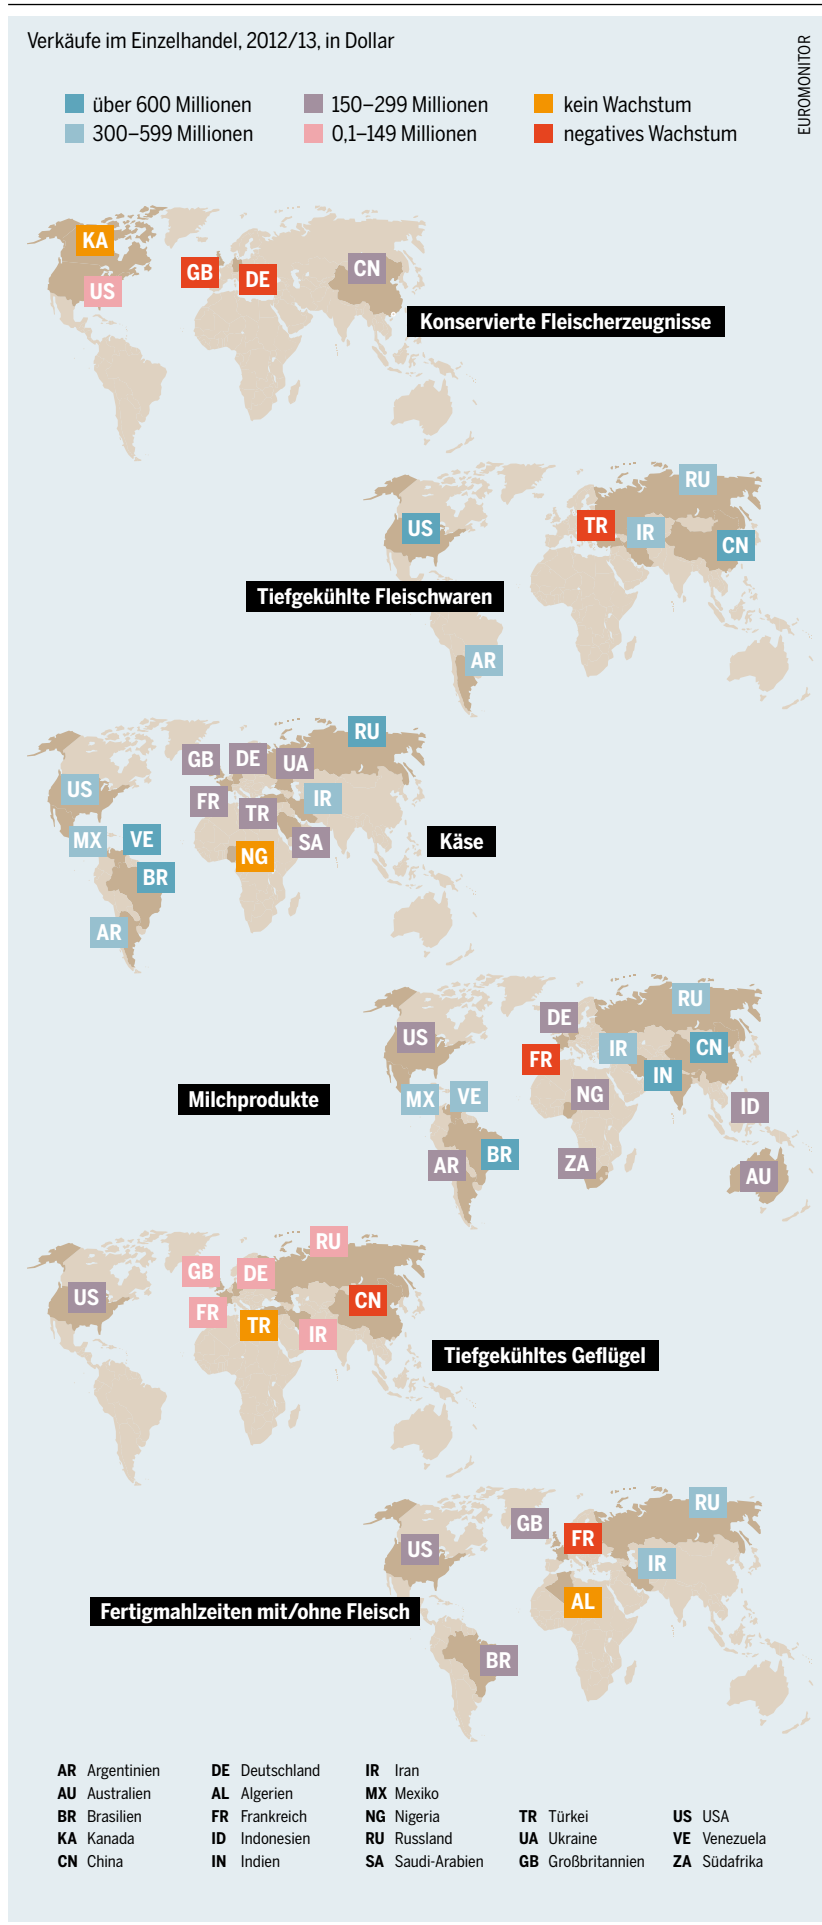 Verkäufe im Einzelhandel, 2012/13, in Dollar
EUROMONITOR
über 600 Millionen
150–299 Millionen
kein Wachstum
300–599 Millionen
0,1–149 Millionen
negatives Wachstum
KA
GB
DE
CN
US
Konservierte Fleischerzeugnisse
RU
US
TR
IR
CN
Tiefgekühlte Fleischwaren
AR
RU
GB
DE
UA
US
FR
IR
TR
MX
VE
SA
Käse
NG
BR
AR
RU
DE
US
FR
IR
CN
IN
Milchprodukte
MX
VE
NG
ID
AR
BR
ZA
AU
RU
GB
DE
US
FR
CN
TR
IR
Tiefgekühltes Geflügel
RU
GB
US
FR
IR
AL
Fertigmahlzeiten mit/ohne Fleisch
BR
AR Argentinien
AU Australien
BR Brasilien
KA Kanada
CN China
DE Deutschland
AL Algerien
FR Frankreich
ID Indonesien
IN Indien
IR Iran
MX Mexiko
NG Nigeria
RU Russland
SA Saudi-Arabien
TR Türkei
UA Ukraine
GB Großbritannien
US USA
VE Venezuela
ZA Südafrika